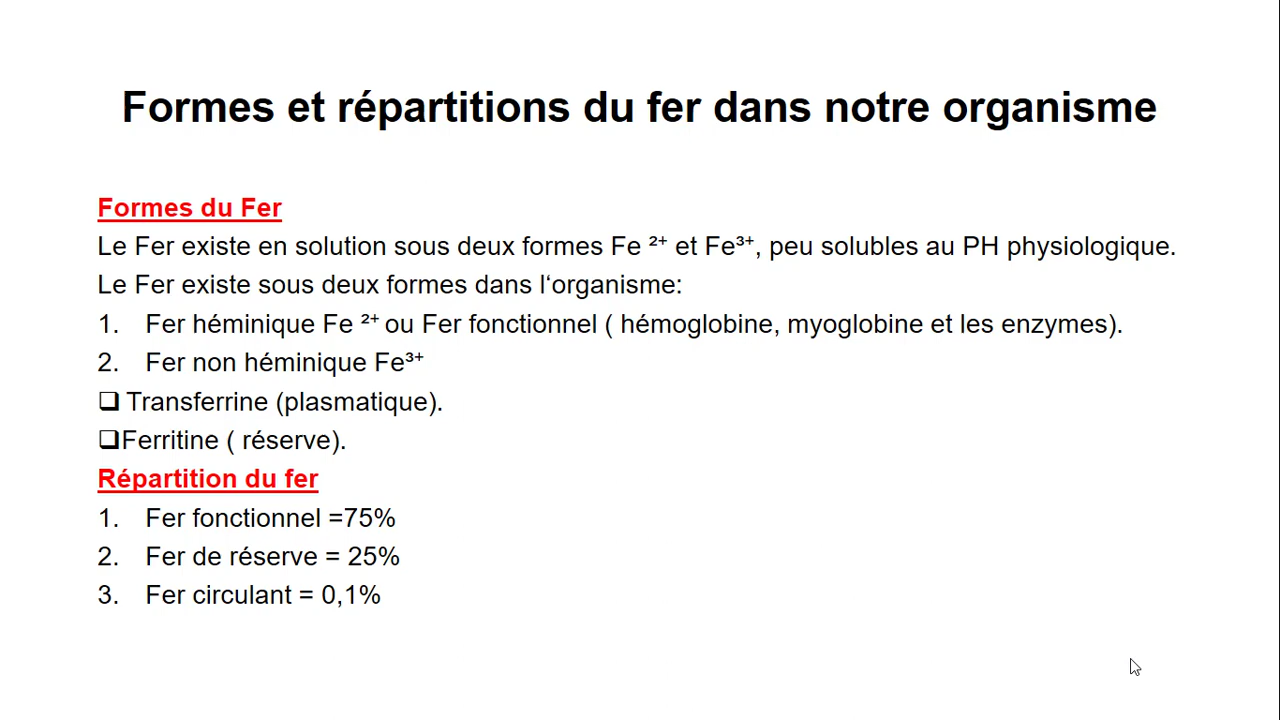 Formes et répartitions du fer dans notre organisme
Formes du Fer
Le Fer existe en solution sous deux formes Fe ²⁺ et Fe³⁺, peu solubles au PH physiologique.
Le Fer existe sous deux formes dans l‘organisme:
1. Fer héminique Fe ²⁺ ou Fer fonctionnel ( hémoglobine, myoglobine et les enzymes).
2. Fer non héminique Fe³⁺
❑ Transferrine (plasmatique).
❑Ferritine ( réserve).
Répartition du fer
1. Fer fonctionnel =75%
2. Fer de réserve = 25%
3. Fer circulant = 0,1%